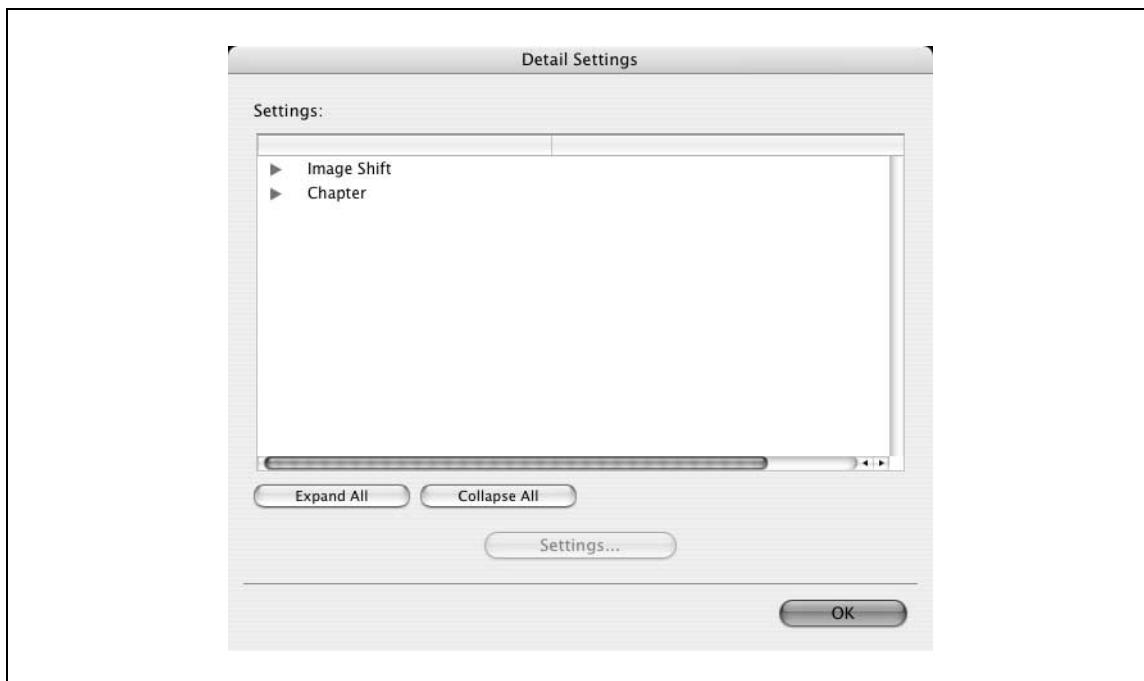 Detail Settings
Settings:
Image Shift
Chapter
Expand All
Collapse All
Settings...
OK